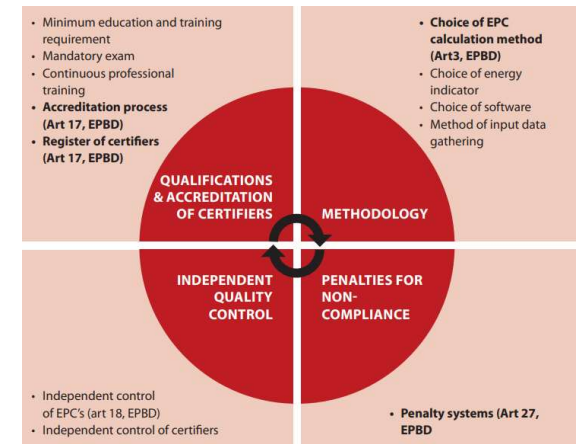 • Minimum education and training
requirement
• Mandatory exam
• Continuous professional
training
• Accreditation process
(Art 17, EPBD)
• Register of certifiers
(Art 17, EPBD)
QUALIFICATIONS
& ACCREDITATION
OF CERTIFIERS
• Choice of EPC
calculation method
(Art3, EPBD)
• Choice of energy
indicator
• Choice of software
• Method of input data
gathering
METHODOLOGY
INDEPENDENT
QUALITY
CONTROL
• Independent control
of EPC's (art 18, EPBD)
• Independent control of certifiers
PENALTIES FOR
NON-
COMPLIANCE
• Penalty systems (Art 27,
EPBD